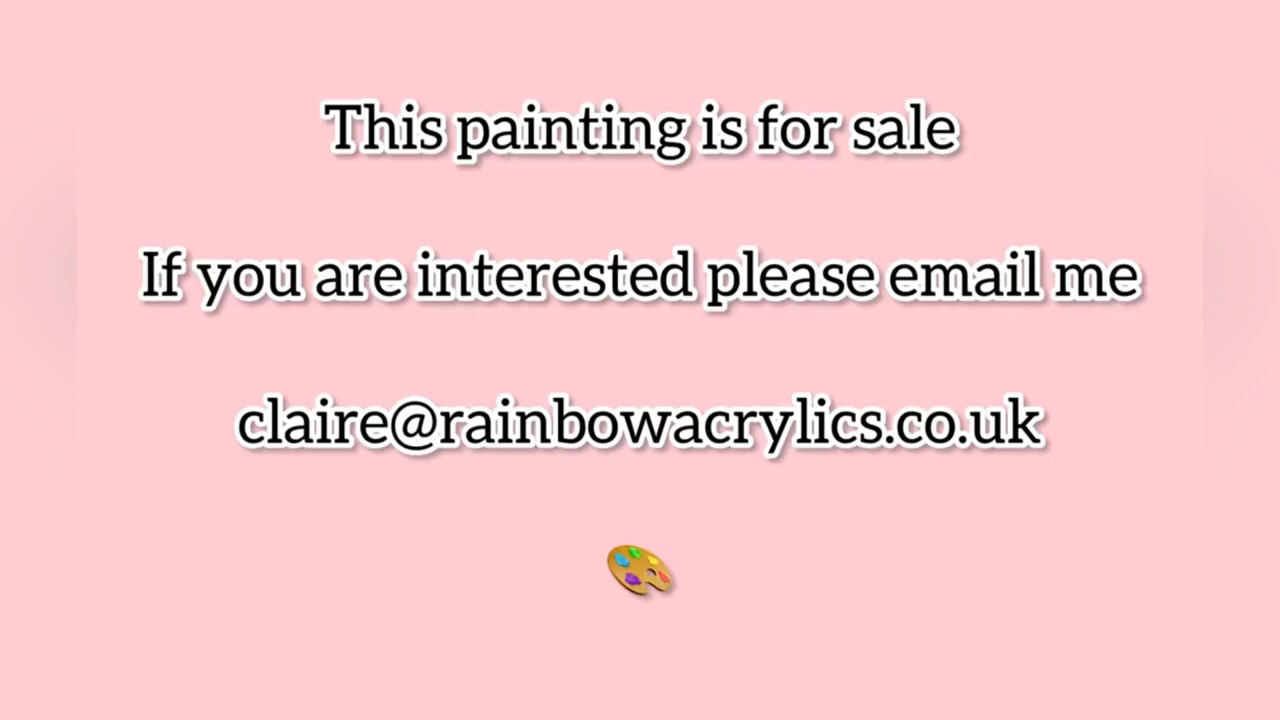 This painting is for sale
If you are interested please email me
claire@rainbowacrylics.co.uk